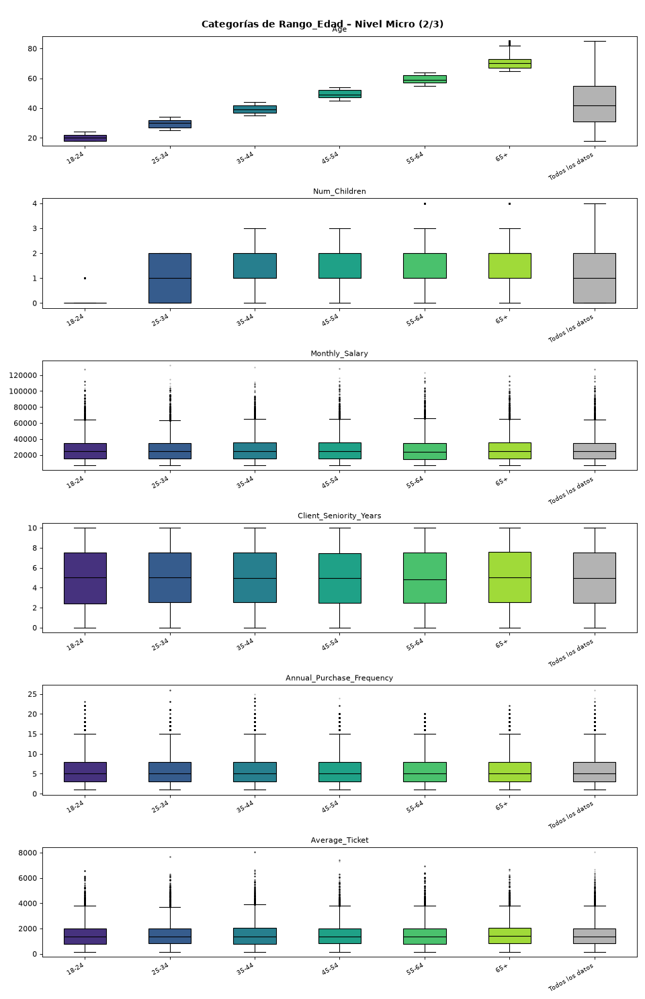 Categorías de Rango_Edad – Nivel Micro (2/3)
Age
80
60
40
20
18-24 25-34 35-44 45-54 55-64 65+ Todos los datos
Num_Children
4
3
2
1
0
18-24 25-34 35-44 45-54 55-64 65+ Todos los datos
Monthly_Salary
120000
100000
80000
60000
40000
20000
18-24 25-34 35-44 45-54 55-64 65+ Todos los datos
Client_Seniority_Years
10
8
6
4
2
0
18-24 25-34 35-44 45-54 55-64 65+ Todos los datos
Annual_Purchase_Frequency
25
20
15
10
5
0
18-24 25-34 35-44 45-54 55-64 65+ Todos los datos
Average_Ticket
8000
6000
4000
2000
0
18-24 25-34 35-44 45-54 55-64 65+ Todos los datos